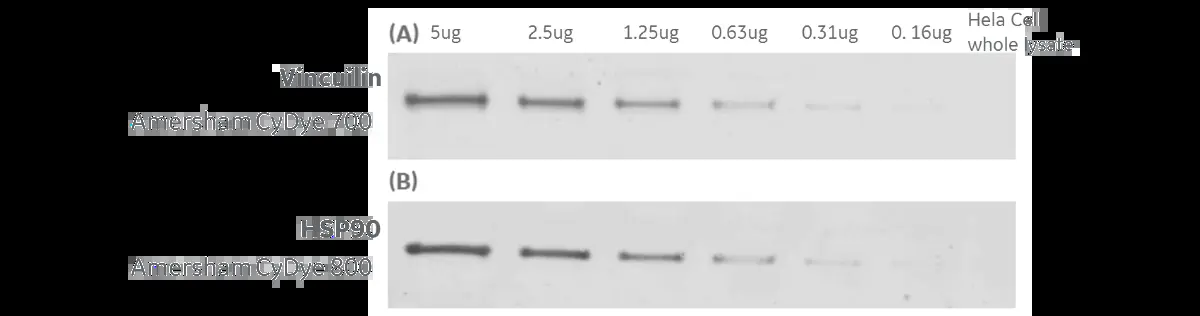 (A) 5ug 2.5ug 1.25ug 0.63ug 0.31ug 0. 16ug Hela Cell
whole lysate
Vincuilin
Amersham CyDye 700
(B)
HSP90
Amersham CyDye 800